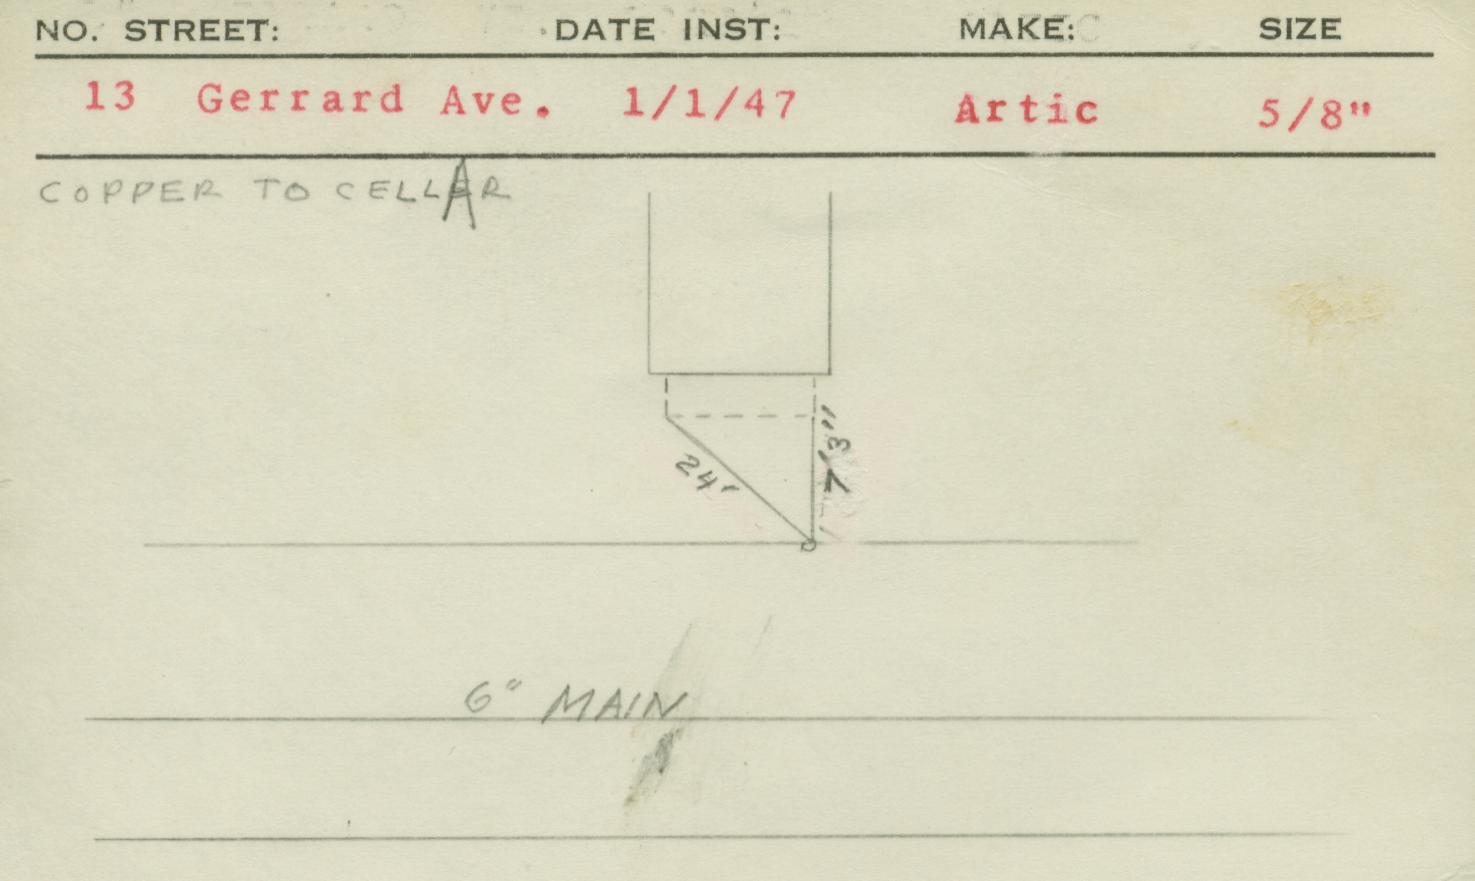 NO. STREET: DATE INST: MAKE: SIZE
13 Gerrard Ave. 1/1/47 Artic 5/8"
COPPER TO CELLAR
24'
7'3"
6" MAIN